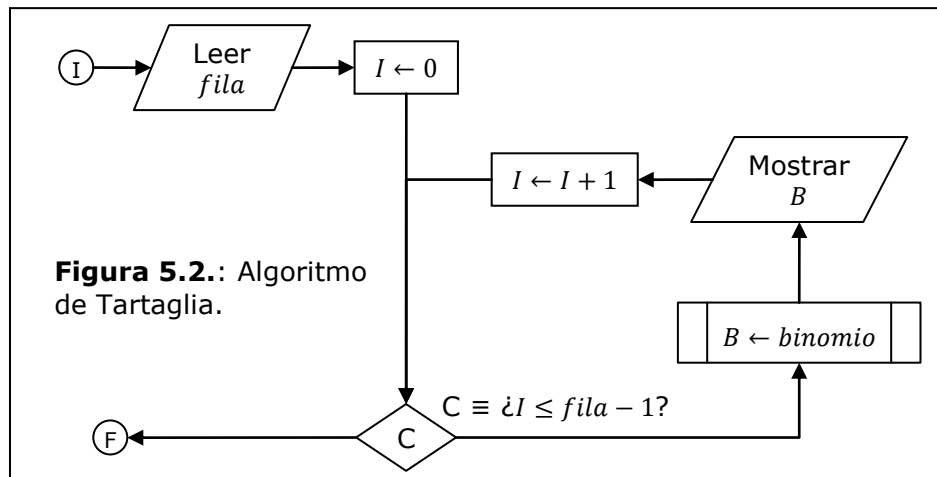 I
Leer
fila
I ← 0
I ← I + 1
Mostrar
B
Figura 5.2.: Algoritmo
de Tartaglia.
B ← binomio
C ≡ ¿I ≤ fila − 1?
F
C